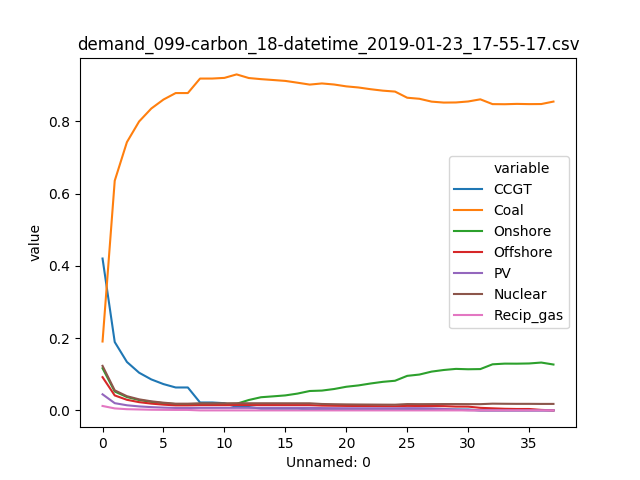 demand_099-carbon_18-datetime_2019-01-23_17-55-17.csv
value
0.8
0.6
0.4
0.2
0.0
variable
CCGT
Coal
Onshore
Offshore
PV
Nuclear
Recip_gas
0 5 10 15 20 25 30 35
Unnamed: 0